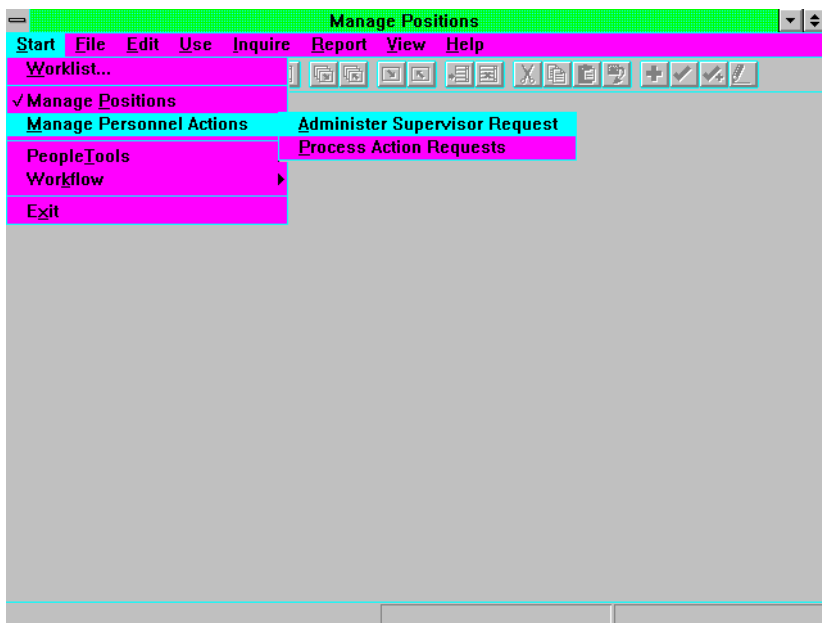 Manage Positions
Start File Edit Use Inquire Report View Help
Worklist...
Manage Positions
Manage Personnel Actions
Administer Supervisor Request
Process Action Requests
PeopleTools
Workflow
Exit